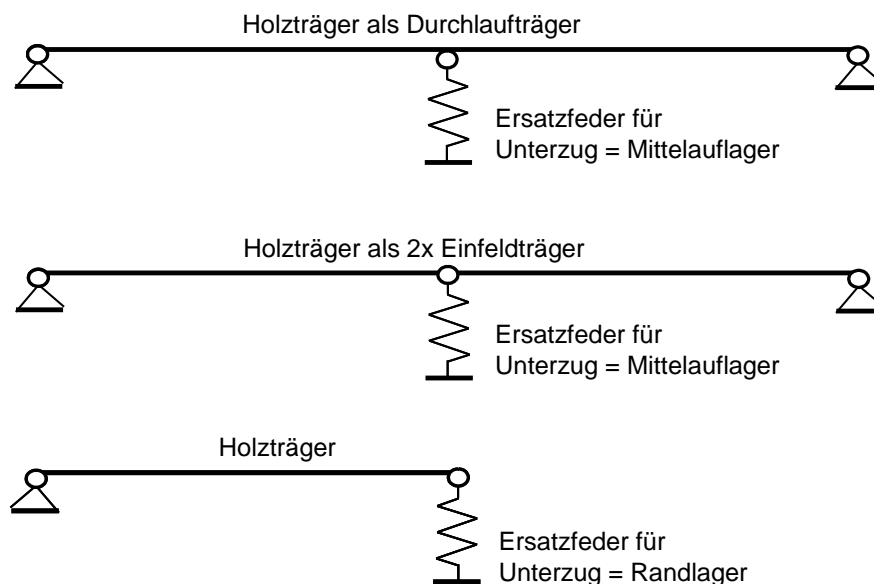 Holzträger als Durchlaufträger
Ersatzfeder für
Unterzug = Mittelauflager
Holzträger als 2x Einfeldträger
Ersatzfeder für
Unterzug = Mittelauflager
Holzträger
Ersatzfeder für
Unterzug = Randlager